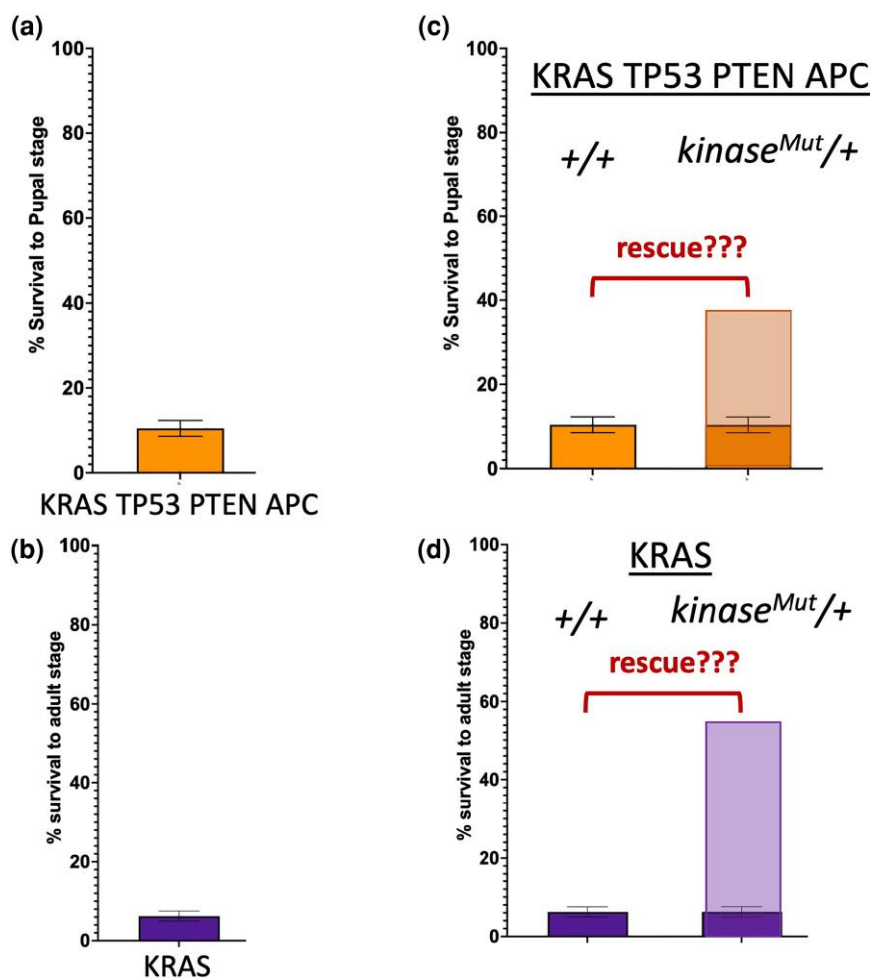 (a)
100
80
60
40
20
0
% Survival to Pupal stage
KRAS TP53 PTEN APC
(b)
100
80
60
40
20
0
% survival to adult stage
KRAS
(c)
100
80
60
40
20
0
% Survival to Pupal stage
KRAS TP53 PTEN APC
+/+ kinaseMut/+
rescue???
(d)
100
80
60
40
20
0
% survival to adult stage
KRAS
+/+ kinaseMut/+
rescue???